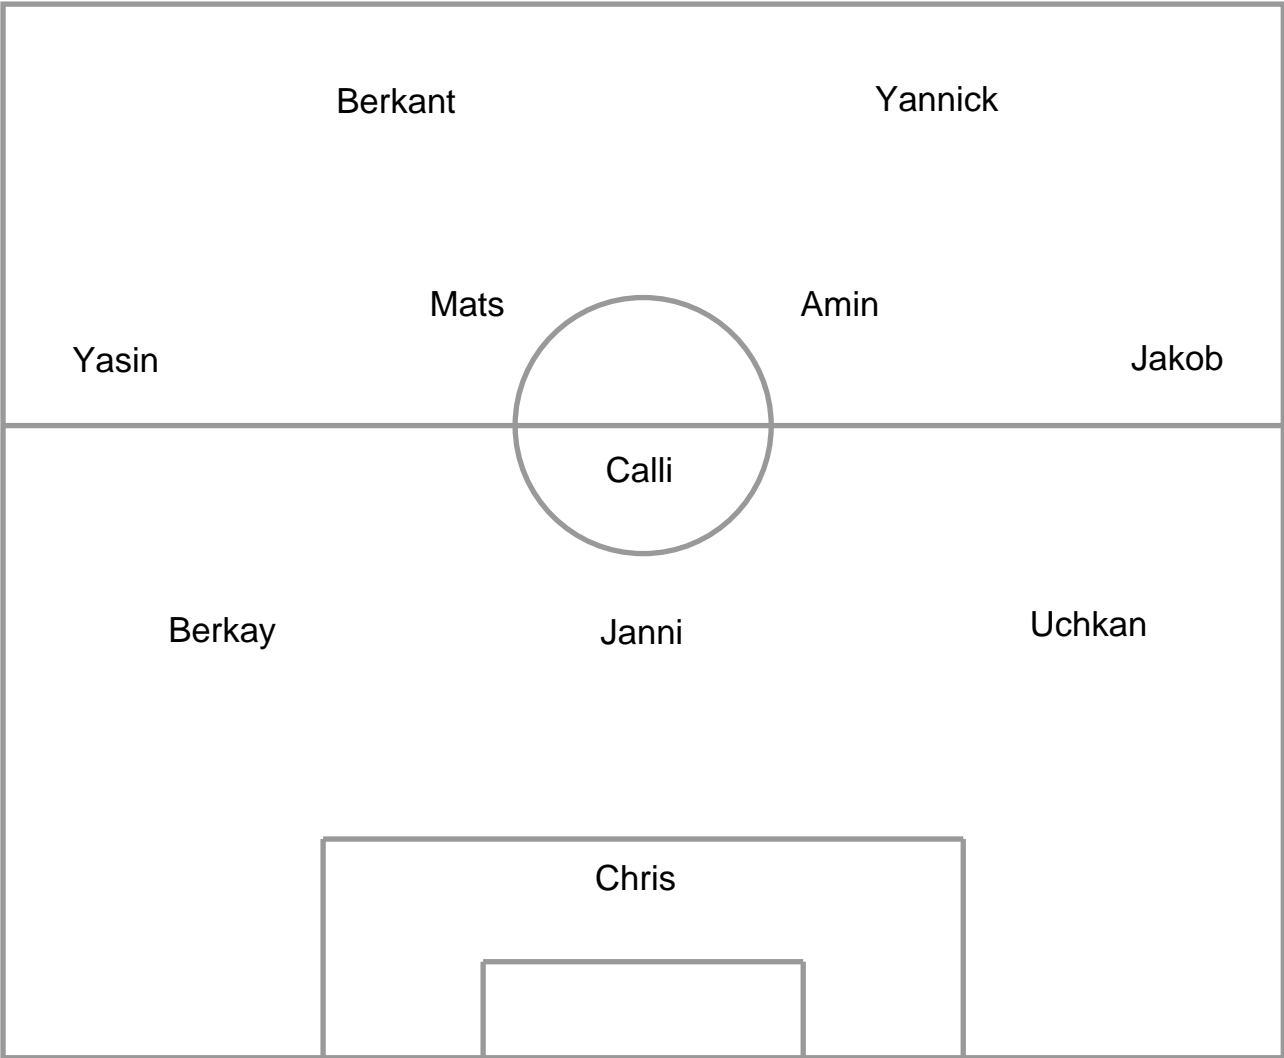 Berkant
Yannick
Mats
Amin
Yasin
Jakob
Calli
Berkay
Janni
Uchkan
Chris